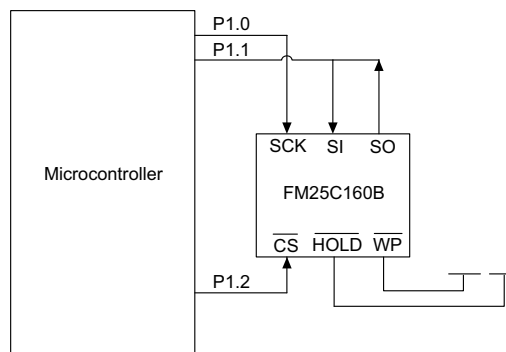 P1.0
P1.1
SCK SI SO
Microcontroller
FM25C160B
CS HOLD WP
P1.2